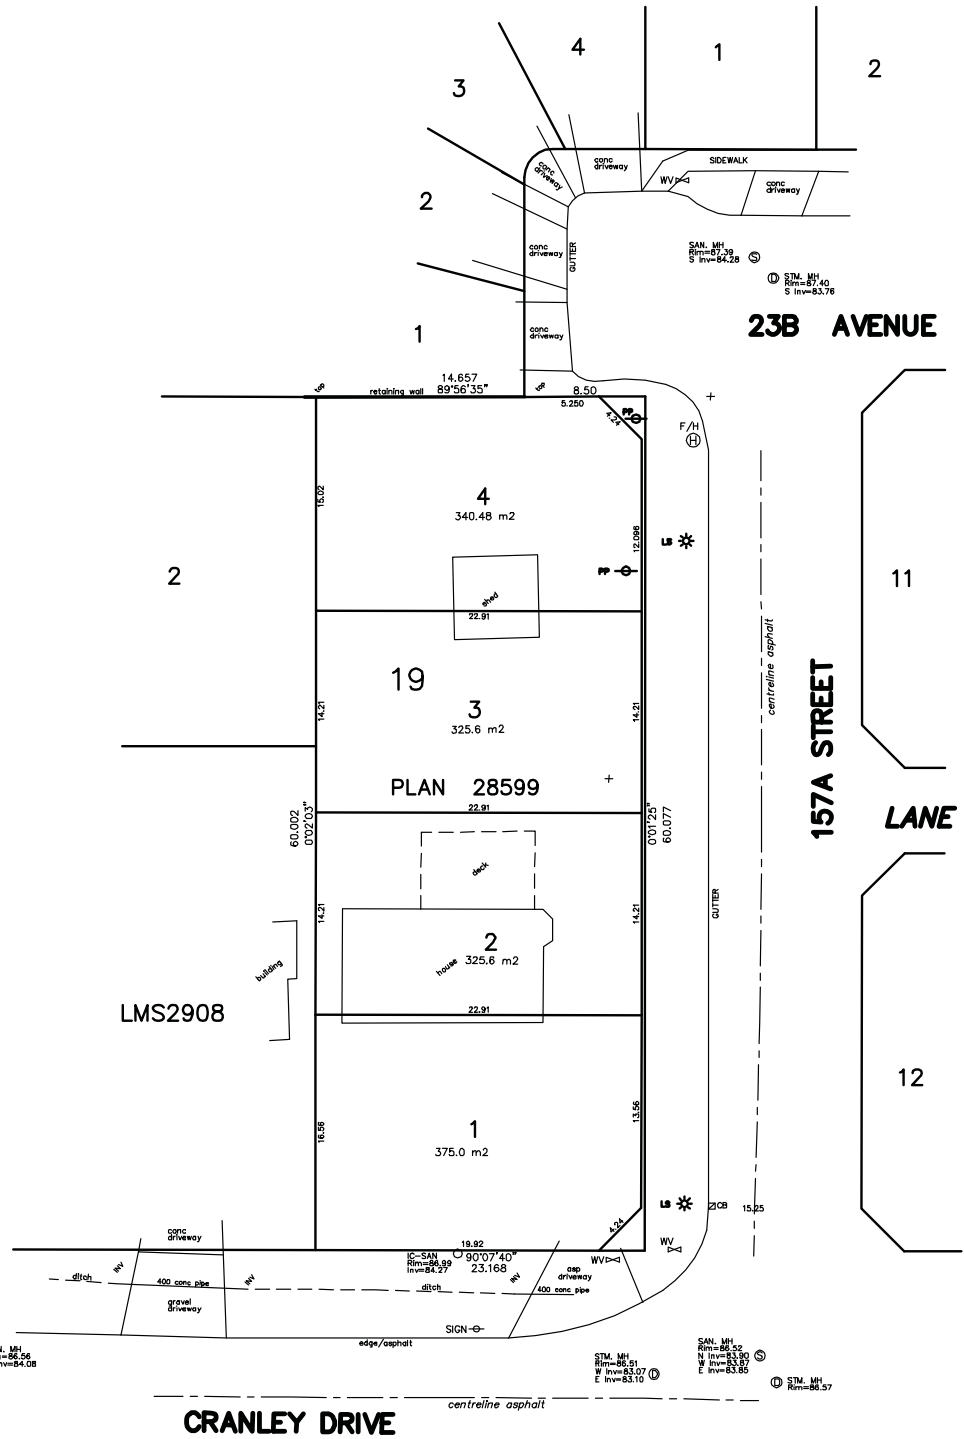 4
1
2
3
conc
driveway
SIDEWALK
conc
driveway
WV
conc
driveway
2
conc
driveway
GUTTER
SAN. MH
Rim=87.39
S Inv=84.28
S
D
STM. MH
Rim=87.40
S Inv=83.76
23B AVENUE
1
conc
driveway
14.657
89°56'35"
top
retaining wall
top
8.50
5.250
4.24
PP
F/H
H
15.02
4
340.48 m2
12.096
LS
PP
2
11
shed
22.91
centreline asphalt
19
3
325.6 m2
14.21
14.21
157A STREET
PLAN 28599
22.91
60.002
0°02'03"
0°01'25"
60.077
LANE
deck
14.21
14.21
GUTTER
2
325.6 m2
house
building
LMS2908
22.91
12
1
375.0 m2
16.56
13.56
LS
CB
15.25
4.24
conc
driveway
19.92
WV
IC-SAN
Rim=86.99
Inv=84.27
90°07'40"
23.168
WV
INV
INV
INV
asp
driveway
ditch
400 conc pipe
ditch
400 conc pipe
gravel
driveway
SIGN
edge/asphalt
N. MH
=86.56
nv=84.08
STM. MH
Rim=86.51
W Inv=83.07
E Inv=83.10
D
SAN. MH
Rim=86.52
N Inv=83.90
W Inv=83.87
E Inv=83.85
S
D
STM. MH
Rim=86.57
centreline asphalt
CRANLEY DRIVE